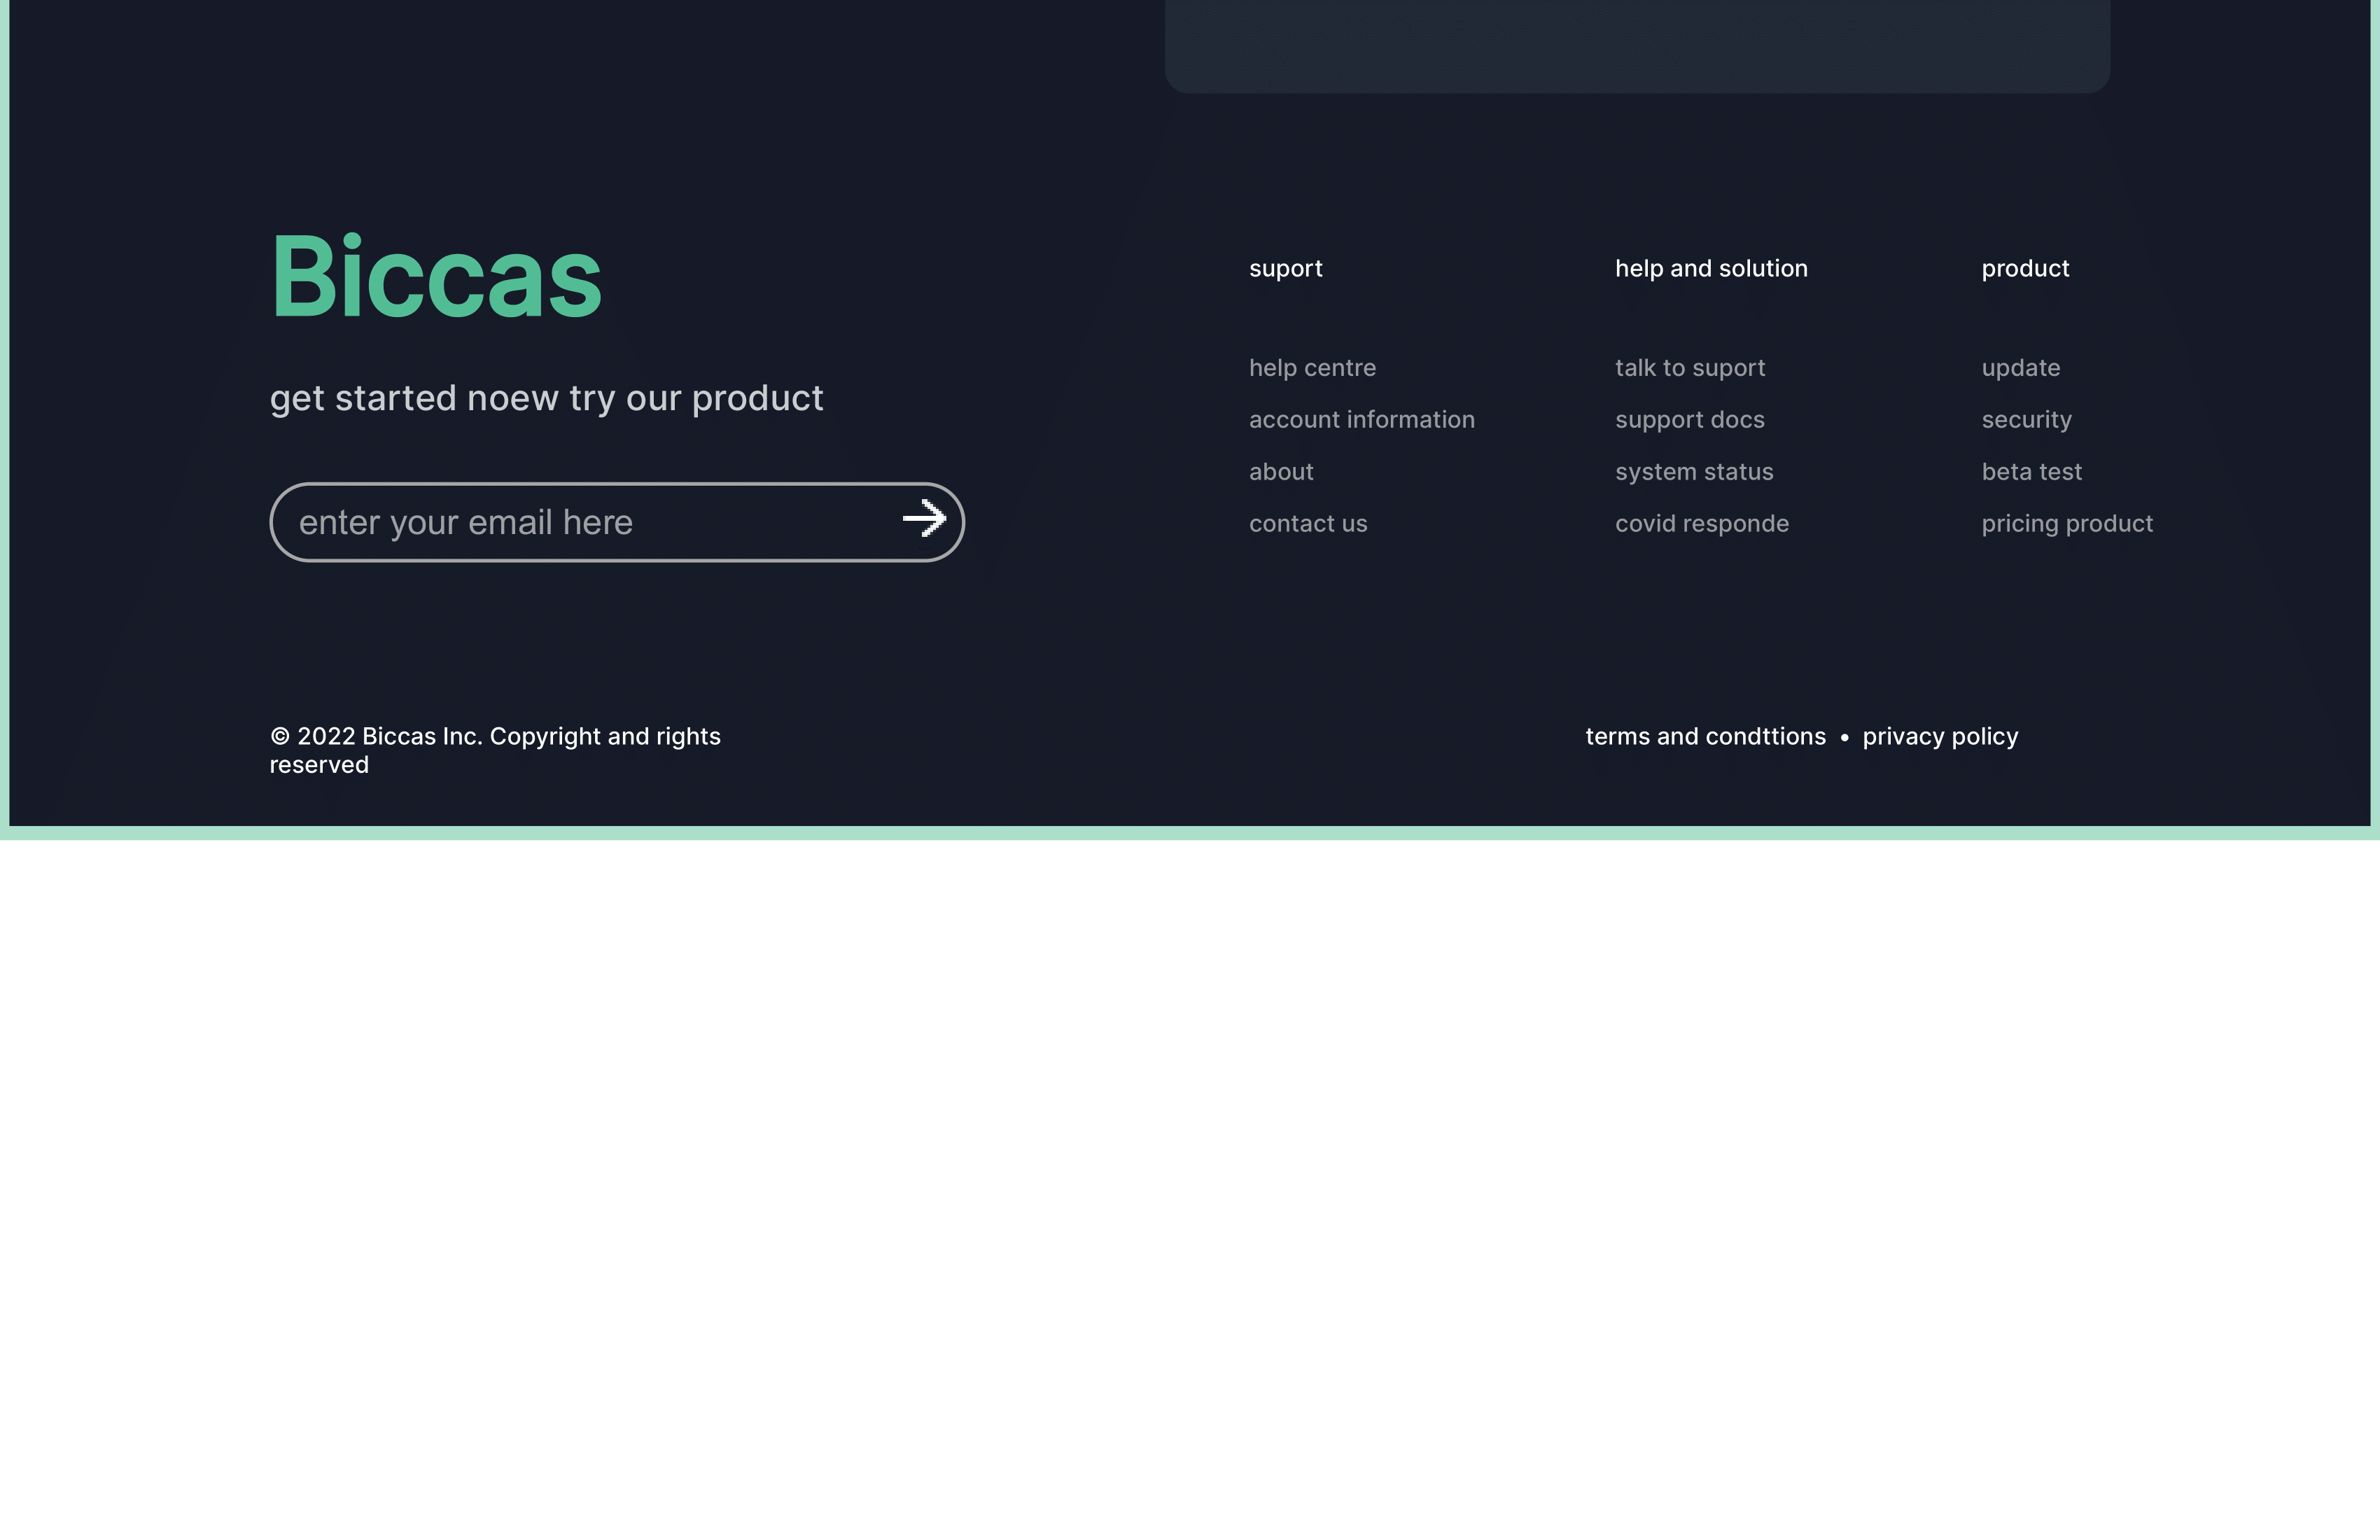 Biccas
get started noew try our product
enter your email here
suport
help centre
account information
about
contact us
help and solution
talk to suport
support docs
system status
covid responde
product
update
security
beta test
pricing product
© 2022 Biccas Inc. Copyright and rights
reserved
terms and condttions • privacy policy